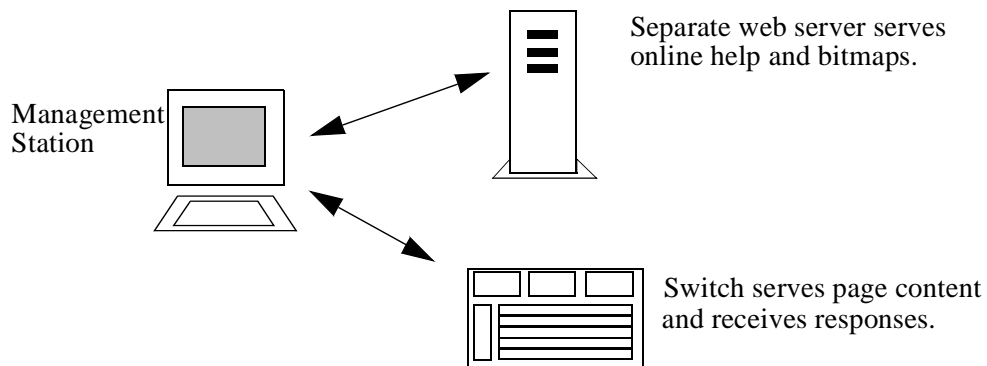 Separate web server serves
online help and bitmaps.
Management
Station
Switch serves page content
and receives responses.